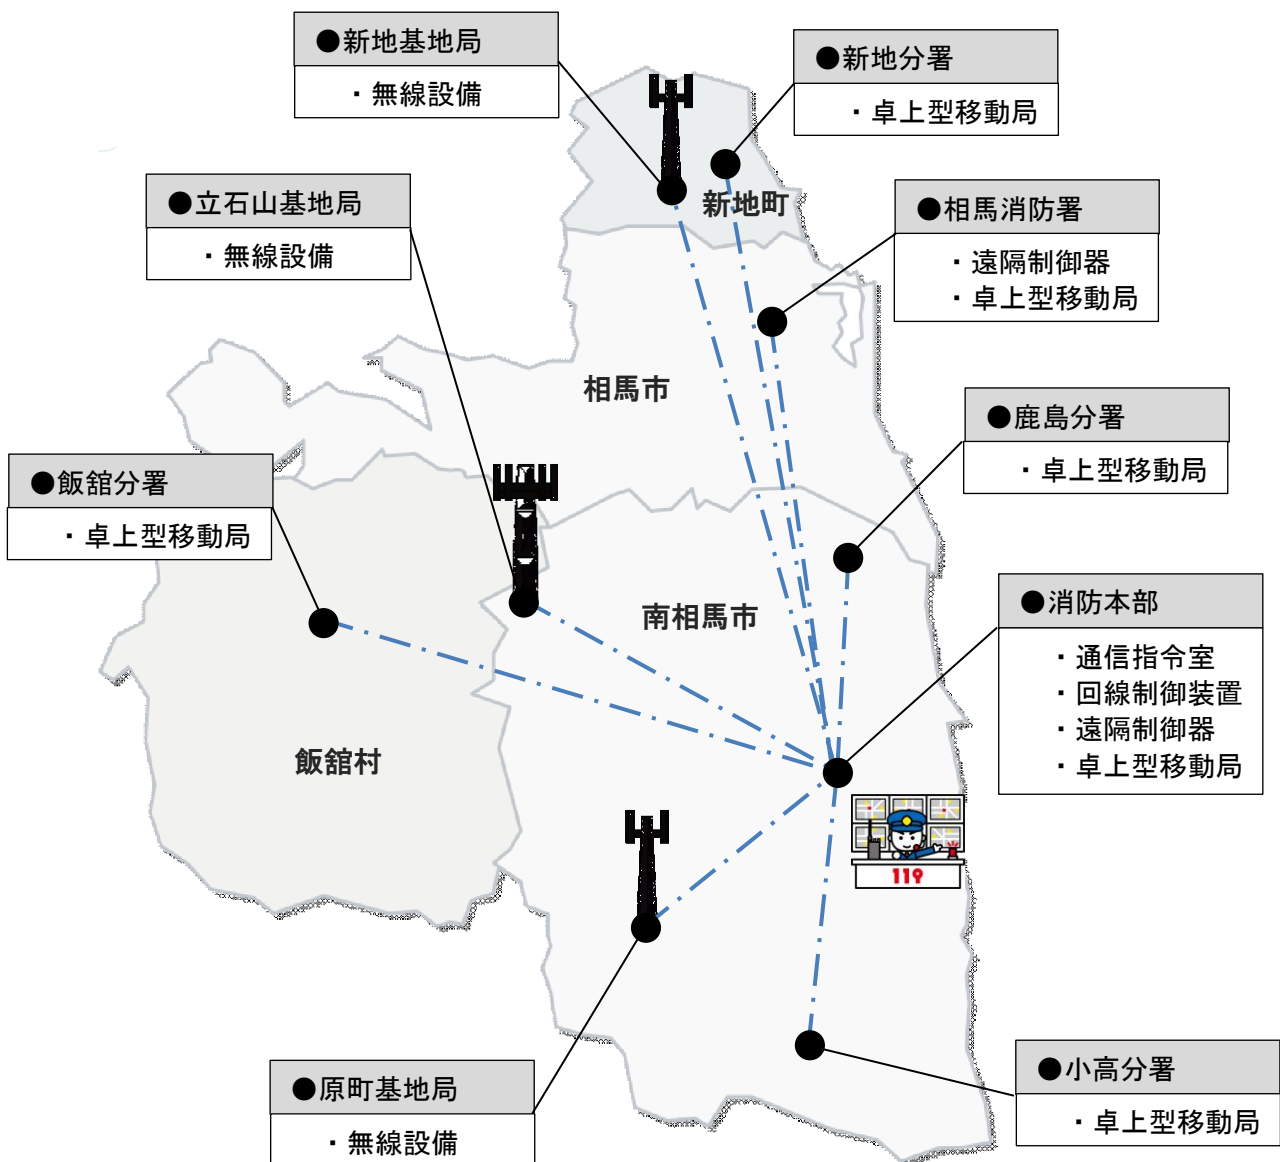 ●新地基地局
・無線設備
●新地分署
・卓上型移動局
●立石山基地局
・無線設備
新地町
●相馬消防署
・遠隔制御器
・卓上型移動局
相馬市
●鹿島分署
・卓上型移動局
●飯舘分署
・卓上型移動局
南相馬市
●消防本部
・通信指令室
・回線制御装置
・遠隔制御器
・卓上型移動局
飯舘村
119
●原町基地局
・無線設備
●小高分署
・卓上型移動局